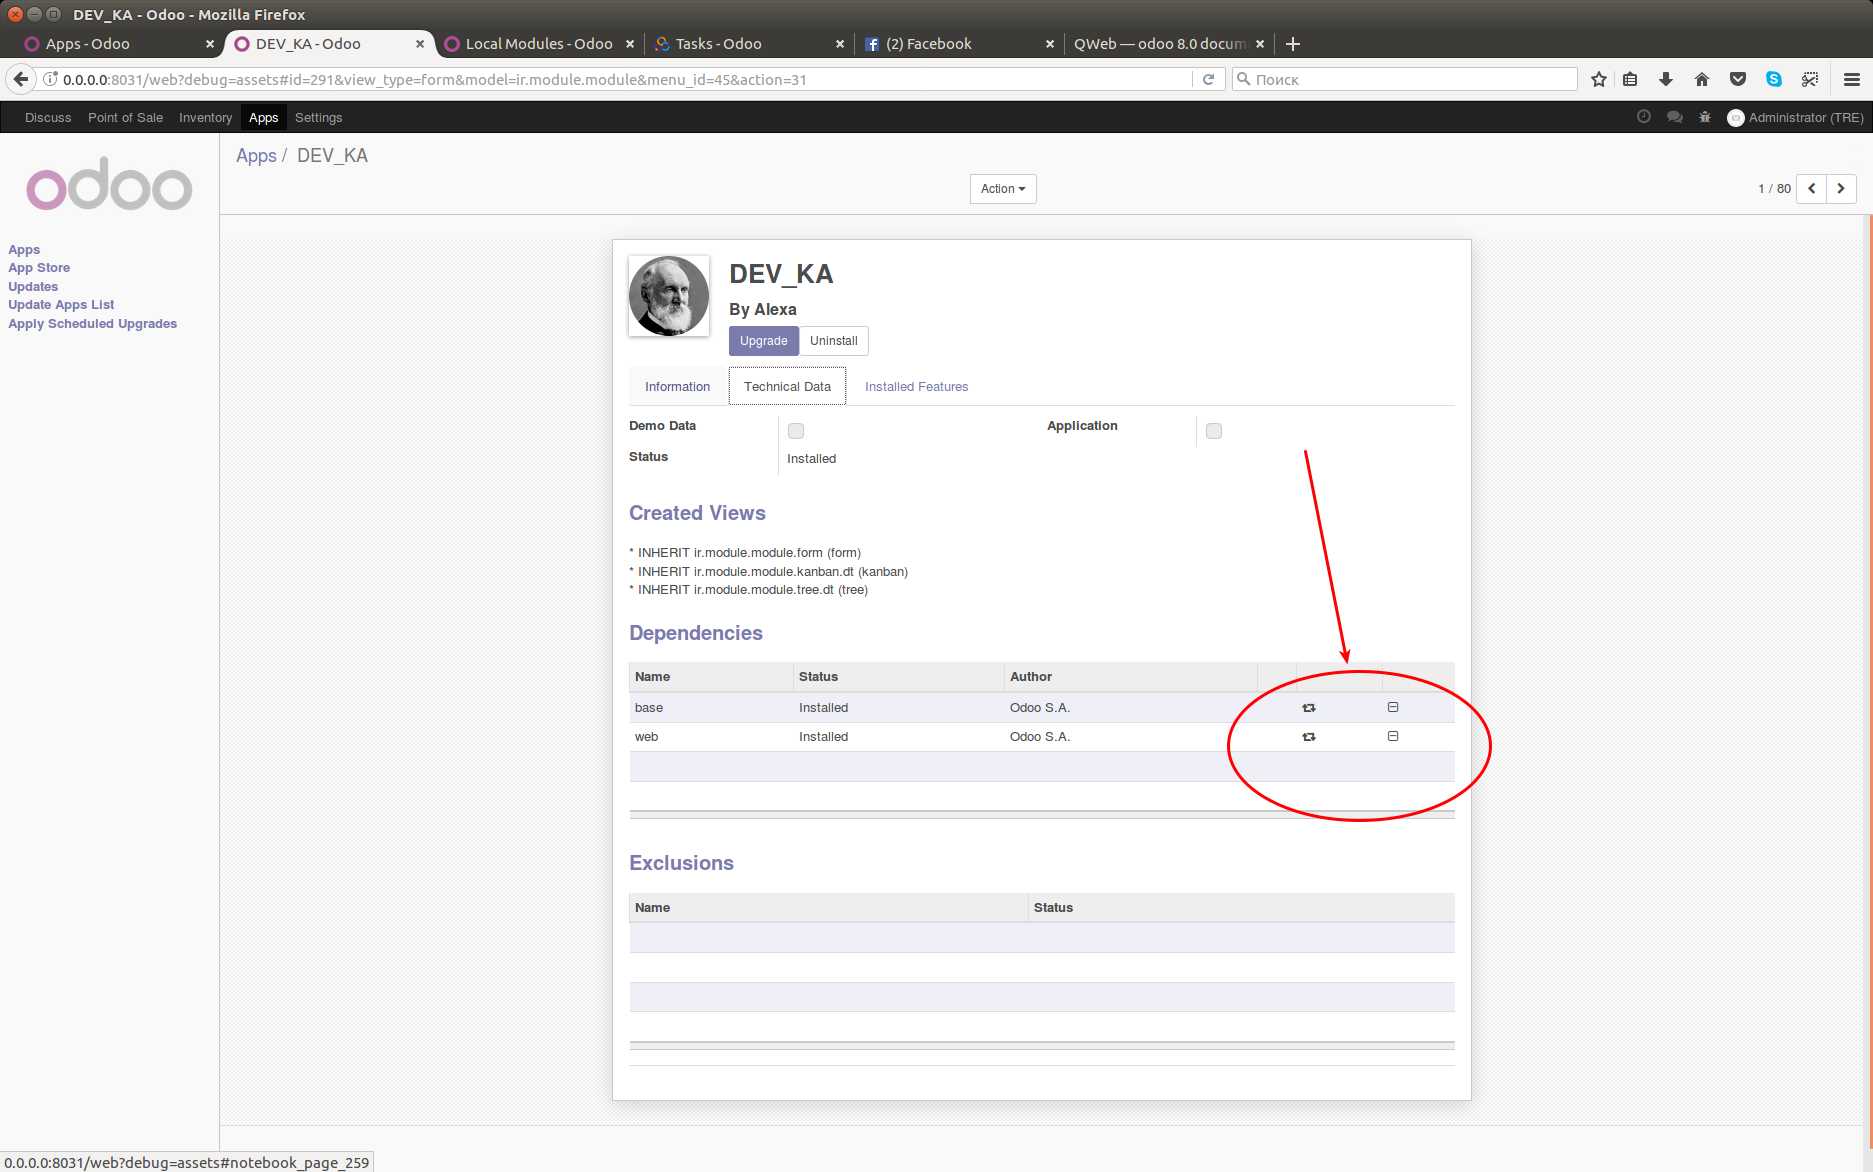 DEV_KA - Odoo - Mozilla Firefox
Apps - Odoo
DEV_KA - Odoo
Local Modules - Odoo
Tasks - Odoo
(2) Facebook
QWeb — odoo 8.0 docum
0.0.0.0:8031/web?debug=assets#id=291&view_type=form&model=ir.module.module&menu_id=45&action=31
Поиск
Discuss Point of Sale Inventory Apps Settings
Administrator (TRE)
odoo
Apps
App Store
Updates
Update Apps List
Apply Scheduled Upgrades
Apps / DEV_KA
Action
1 / 80
DEV_KA
By Alexa
Upgrade Uninstall
Information Technical Data Installed Features
Demo Data
Application
Status Installed
Created Views
* INHERIT ir.module.module.form (form)
* INHERIT ir.module.module.kanban.dt (kanban)
* INHERIT ir.module.module.tree.dt (tree)
Dependencies
Name Status Author
base Installed Odoo S.A.
web Installed Odoo S.A.
Exclusions
Name Status
0.0.0.0:8031/web?debug=assets#notebook_page_259